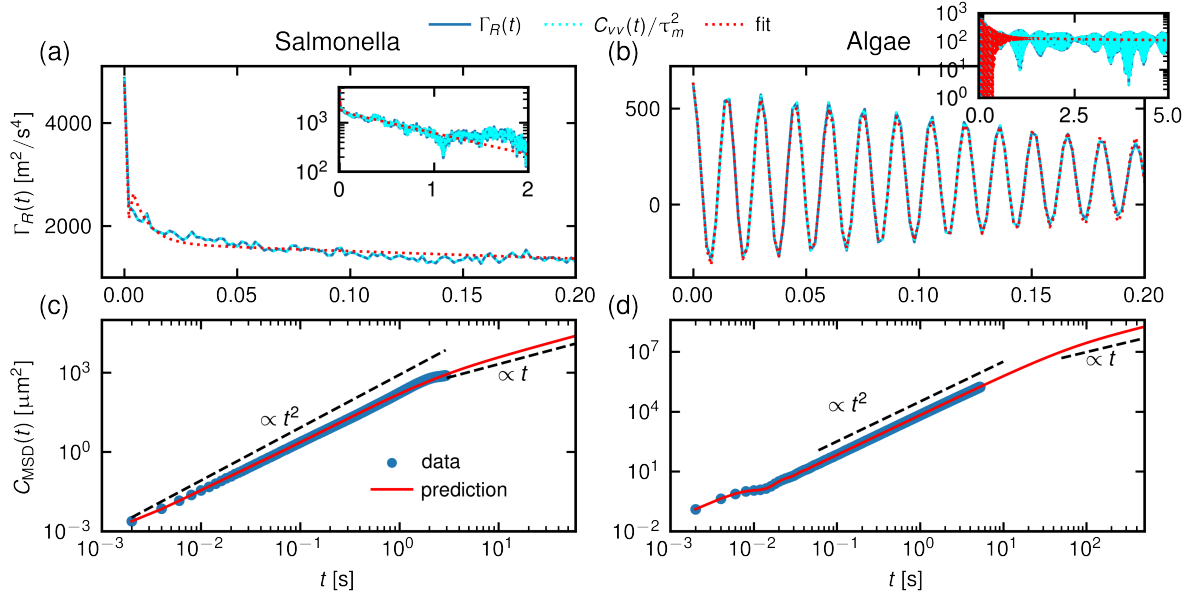 Γ_R(t) C_vv(t)/τ_m^2 fit
(a) Salmonella (b) Algae
Γ_R(t) [m²/s⁴]
4000
2000
0.00 0.05 0.10 0.15 0.20
10³
10²
0 1 2
500
0
0.00 0.05 0.10 0.15 0.20
10³
10²
10¹
10⁰
0.0 2.5 5.0
(c) (d)
C_MSD(t) [μm²]
10³
10⁰
10⁻³
∝ t²
∝ t
data
prediction
10⁻³ 10⁻² 10⁻¹ 10⁰ 10¹
t [s]
10⁷
10⁴
10¹
10⁻²
∝ t²
∝ t
10⁻³ 10⁻² 10⁻¹ 10⁰ 10¹ 10²
t [s]